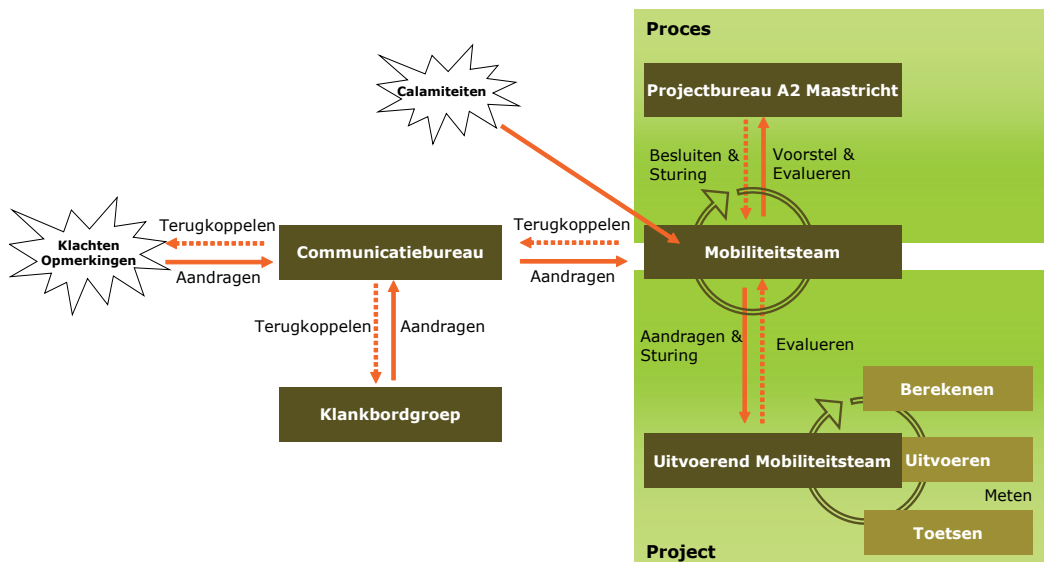 Proces
Projectbureau A2 Maastricht
Calamiteiten
Besluiten &
Sturing
Voorstel &
Evalueren
Klachten
Opmerkingen
Terugkoppelen
Aandragen
Communicatiebureau
Terugkoppelen
Aandragen
Mobiliteitsteam
Terugkoppelen
Aandragen
Aandragen &
Sturing
Evalueren
Klankbordgroep
Berekenen
Uitvoerend Mobiliteitsteam
Uitvoeren
Meten
Toetsen
Project